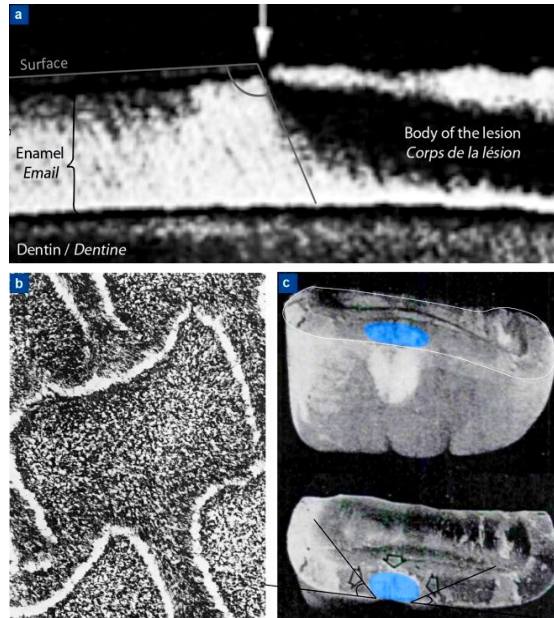 a
Surface
Enamel
Email
Body of the lesion
Corps de la lésion
Dentin / Dentine
b
c